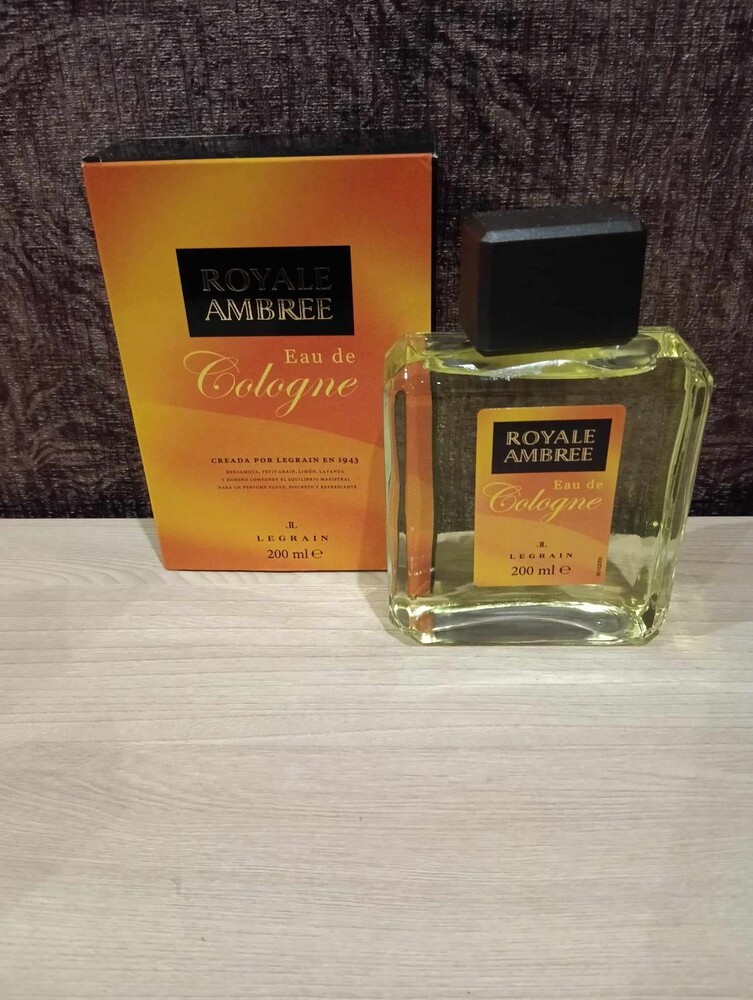 ROYALE
AMBREE
Eau de
Cologne
CREADA POR LEGRAIN EN 1943
BERGAMOTA, PETIT GRAIN, LIMÓN, LAVANDA
Y ROMERO COMPONEN EL EQUILIBRIO MAGISTRAL
PARA UN PERFUME SUAVE, DISCRETO Y REFRESCANTE
LEGRAIN
200 ml e
ROYALE
AMBREE
Eau de
Cologne
LEGRAIN
200 ml e